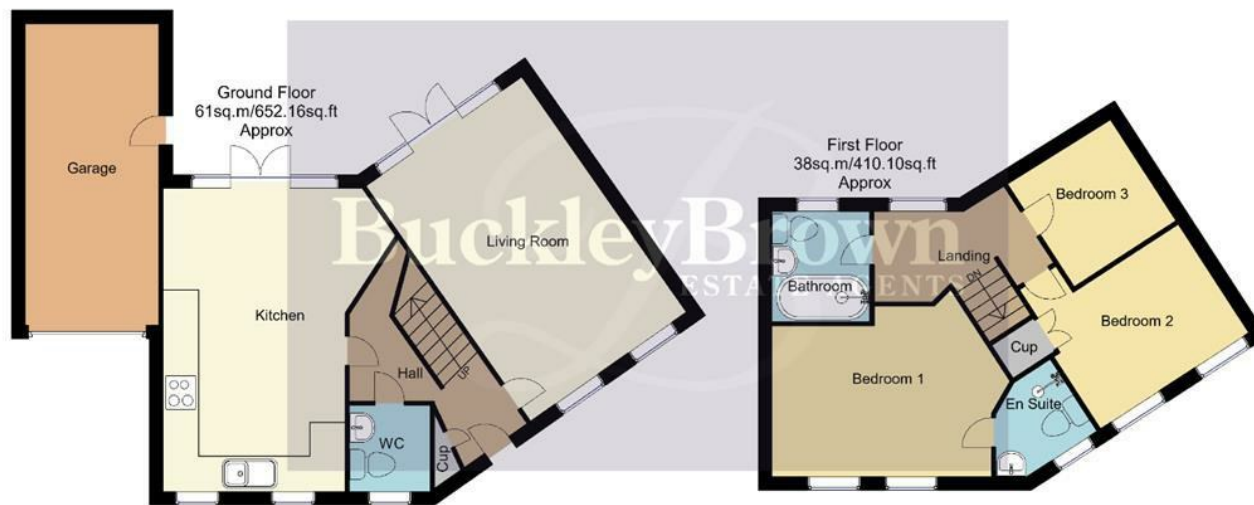 Ground Floor
61sq.m/652.16sq.ft
Approx
Garage
Living Room
Kitchen
Hall
UP
WC
Cup
First Floor
38sq.m/410.10sq.ft
Approx
Bedroom 3
Landing
DN
Bathroom
Bedroom 2
Cup
Bedroom 1
En Suite
BuckleyBrown
ESTATE AGENTS